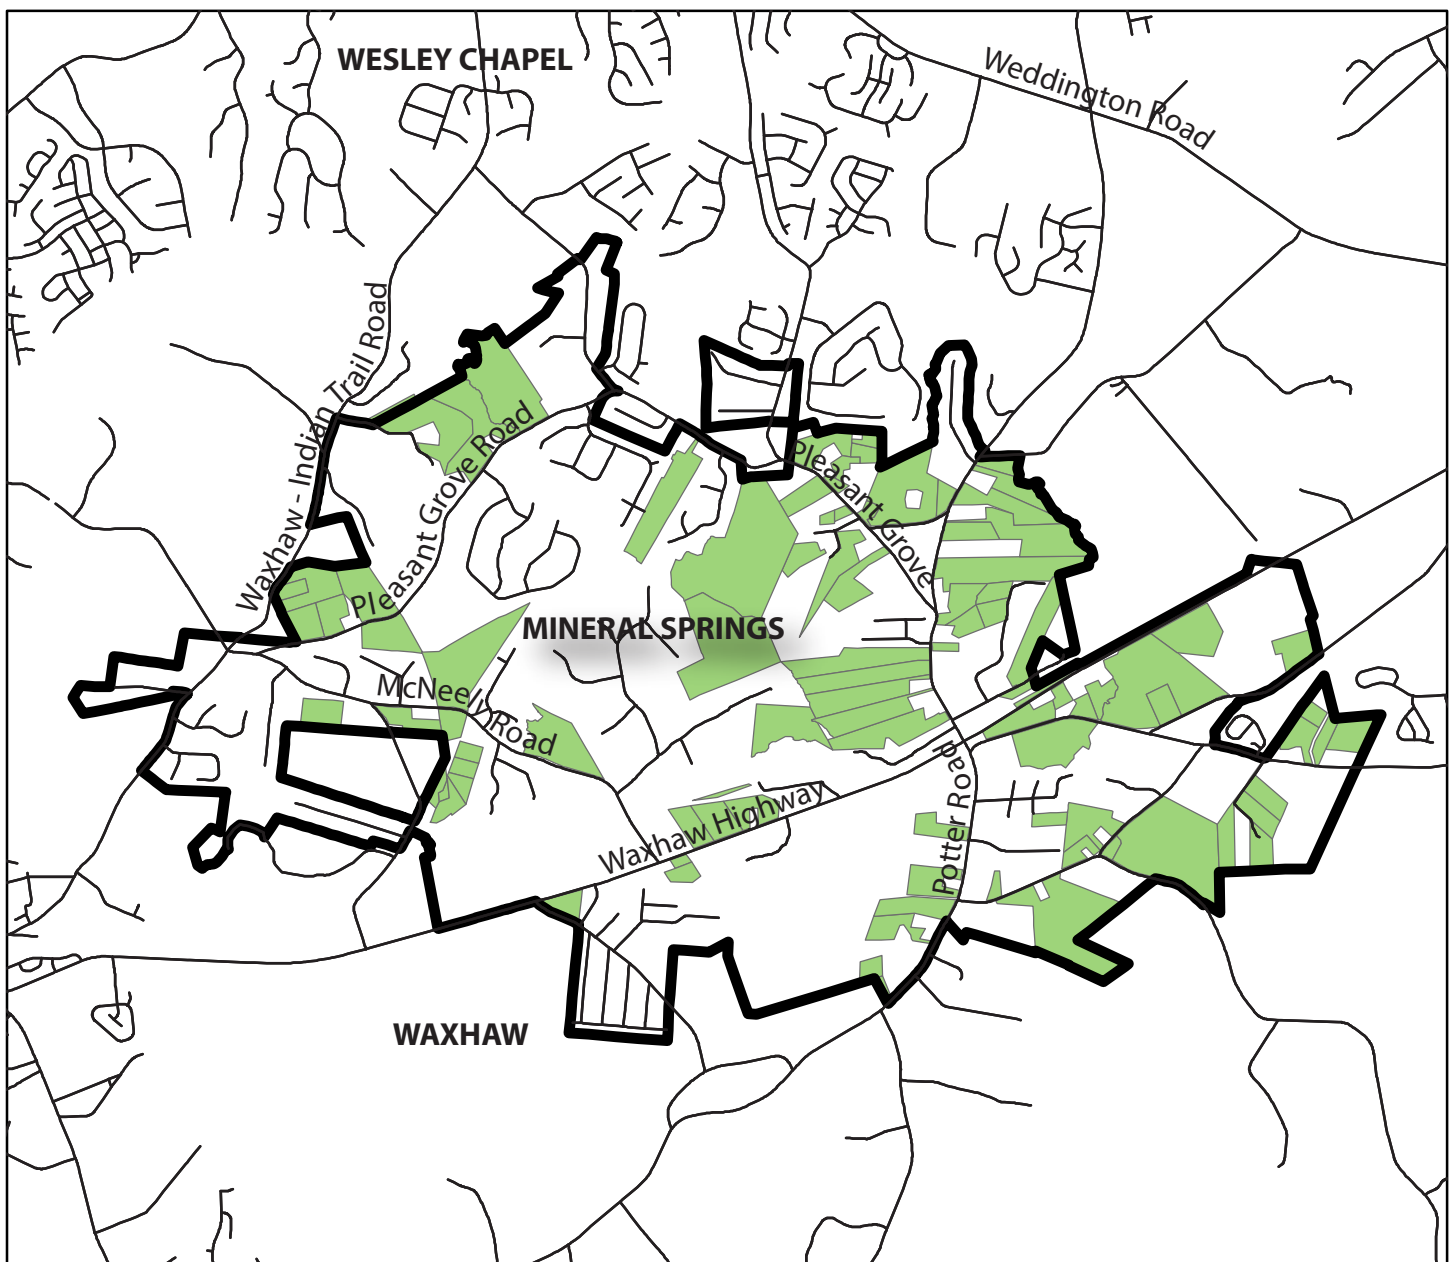 WESLEY CHAPEL
Weddington Road
Waxhaw - Indian Trail Road
Pleasant Grove Road
Pleasant Grove
MINERAL SPRINGS
McNeely Road
Waxhaw Highway
Potter Road
WAXHAW